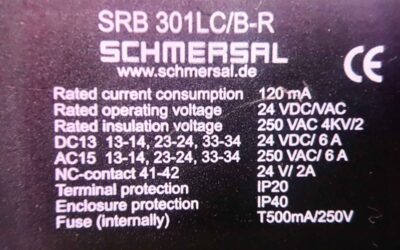 SRB 301LC/B-R
SCHMERSAL
www.schmersal.de
CE
Rated current consumption 120 mA
Rated operating voltage 24 VDC/VAC
Rated insulation voltage 250 VAC 4KV/2
DC13 13-14, 23-24, 33-34 24 VDC/ 6 A
AC15 13-14, 23-24, 33-34 250 VAC/ 6 A
NC-contact 41-42 24 V/ 2A
Terminal protection IP20
Enclosure protection IP40
Fuse (internally) T500mA/250V